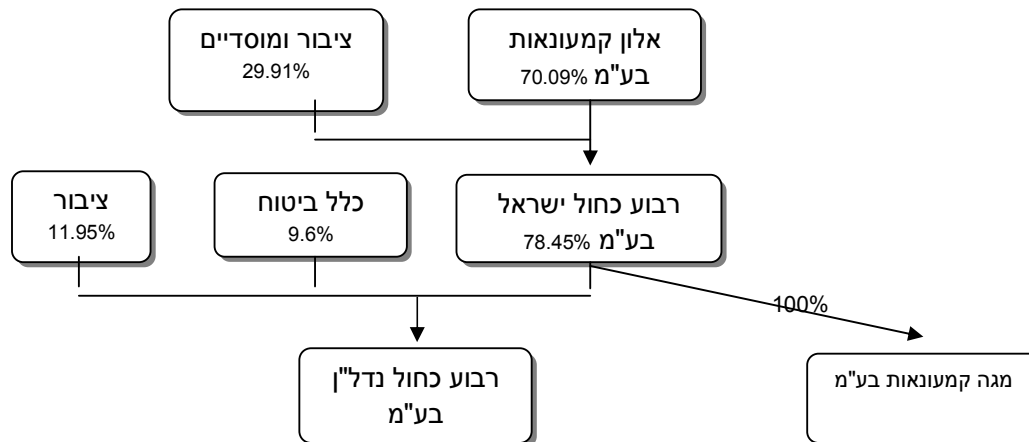 אלון קמעונאות
בע"מ 70.09%
ציבור ומוסדיים
29.91%
רבוע כחול ישראל
בע"מ 78.45%
כלל ביטוח
9.6%
ציבור
11.95%
100%
רבוע כחול נדל"ן
בע"מ
מגה קמעונאות בע"מ